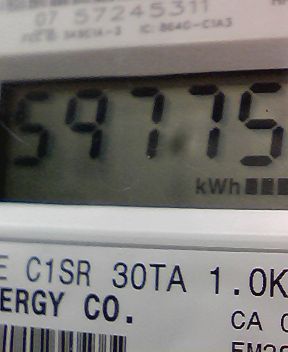 07 57245311
59775
kWh
E C1SR 30TA 1.0K
ERGY CO.
CA